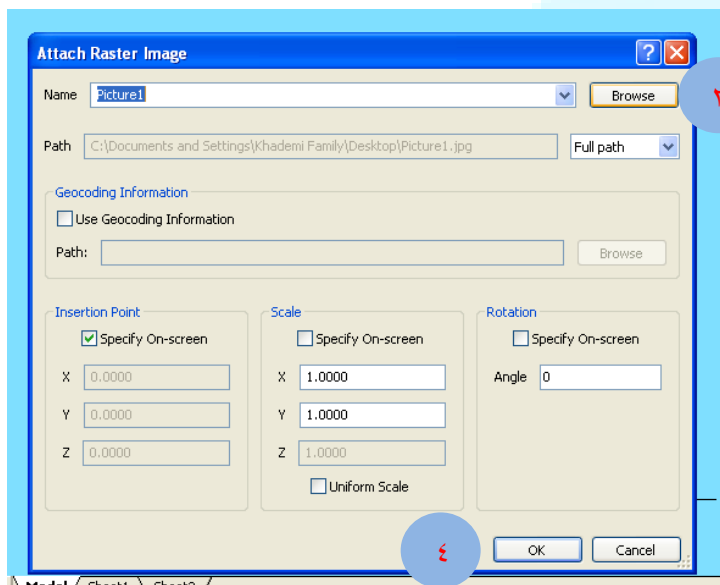 Attach Raster Image
Name Picture1 Browse
Path C:\Documents and Settings\Khademi Family\Desktop\Picture1.jpg Full path
Geocoding Information
Use Geocoding Information
Path: Browse
Insertion Point Scale Rotation
Specify On-screen Specify On-screen Specify On-screen
X 0.0000 X 1.0000 Angle 0
Y 0.0000 Y 1.0000
Z 0.0000 Z 1.0000
Uniform Scale
٤ OK Cancel
Model Sheet1 Sheet2